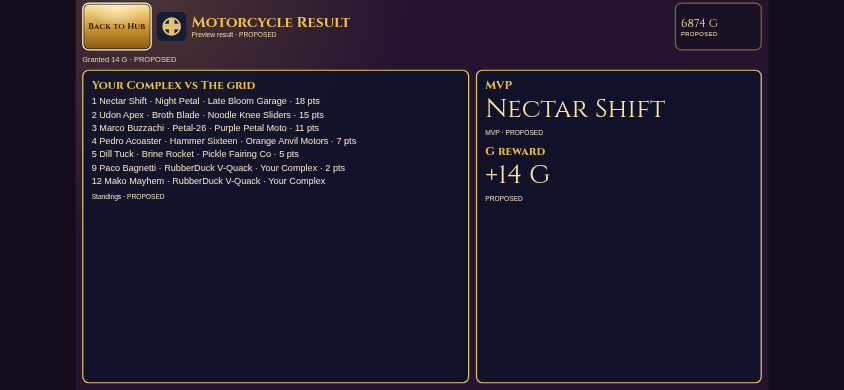 Back to Hub
Motorcycle Result
Preview result · PROPOSED
6874 G
PROPOSED
Granted 14 G · PROPOSED
Your Complex vs The grid
1 Nectar Shift · Night Petal · Late Bloom Garage · 18 pts
2 Udon Apex · Broth Blade · Noodle Knee Sliders · 15 pts
3 Marco Buzzachi · Petal-26 · Purple Petal Moto · 11 pts
4 Pedro Acoaster · Hammer Sixteen · Orange Anvil Motors · 7 pts
5 Dill Tuck · Brine Rocket · Pickle Fairing Co · 5 pts
9 Paco Bagnetti · RubberDuck V-Quack · Your Complex · 2 pts
12 Mako Mayhem · RubberDuck V-Quack · Your Complex
Standings · PROPOSED
MVP
Nectar Shift
MVP · PROPOSED
G reward
+14 G
PROPOSED